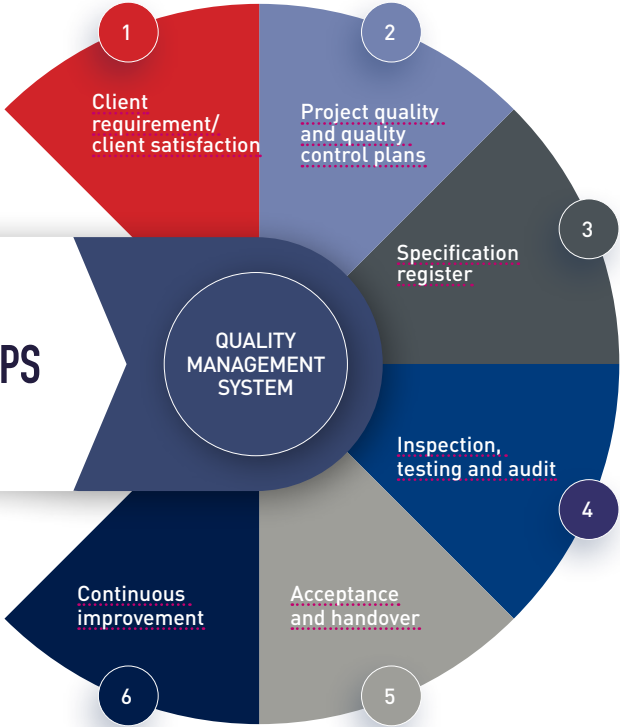 1
Client
requirement/
client satisfaction
2
Project quality
and quality
control plans
3
Specification
register
PS
QUALITY
MANAGEMENT
SYSTEM
Inspection,
testing and audit
4
Continuous
improvement
Acceptance
and handover
6
5